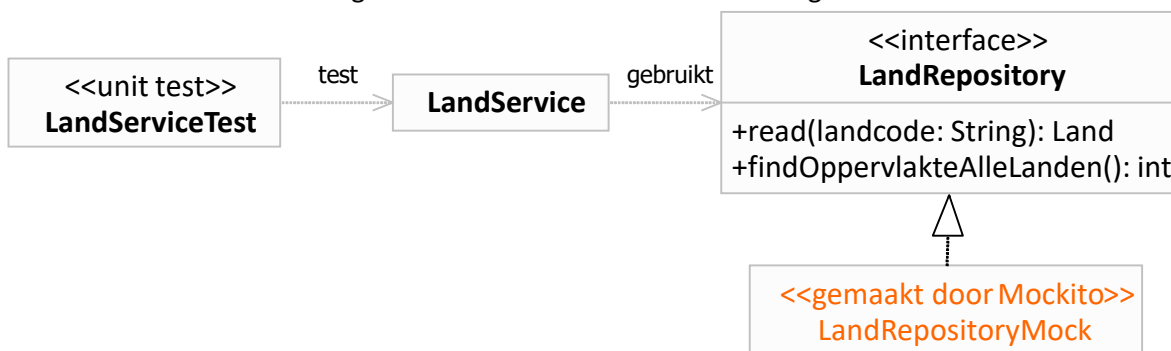 <<unit test>>
LandServiceTest
test
LandService
gebruikt
<<interface>>
LandRepository
+read(landcode: String): Land
+findOppervlakteAlleLanden(): int
<<gemaakt door Mockito>>
LandRepositoryMock